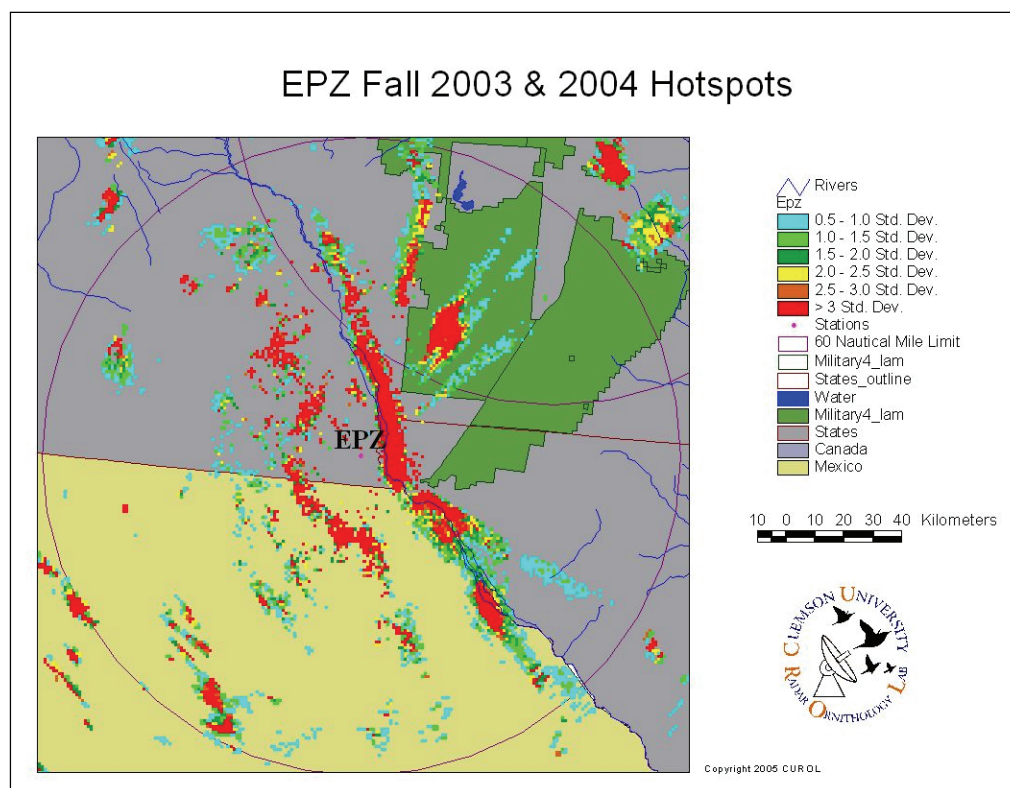 EPZ Fall 2003 & 2004 Hotspots
EPZ
Rivers
Epz
0.5 - 1.0 Std. Dev.
1.0 - 1.5 Std. Dev.
1.5 - 2.0 Std. Dev.
2.0 - 2.5 Std. Dev.
2.5 - 3.0 Std. Dev.
> 3 Std. Dev.
Stations
60 Nautical Mile Limit
Military4_lam
States_outline
Water
Military4_lam
States
Canada
Mexico
10 0 10 20 30 40 Kilometers
CLEMSON UNIVERSITY
RADAR ORNITHOLOGY LAB
Copyright 2005 CUROL